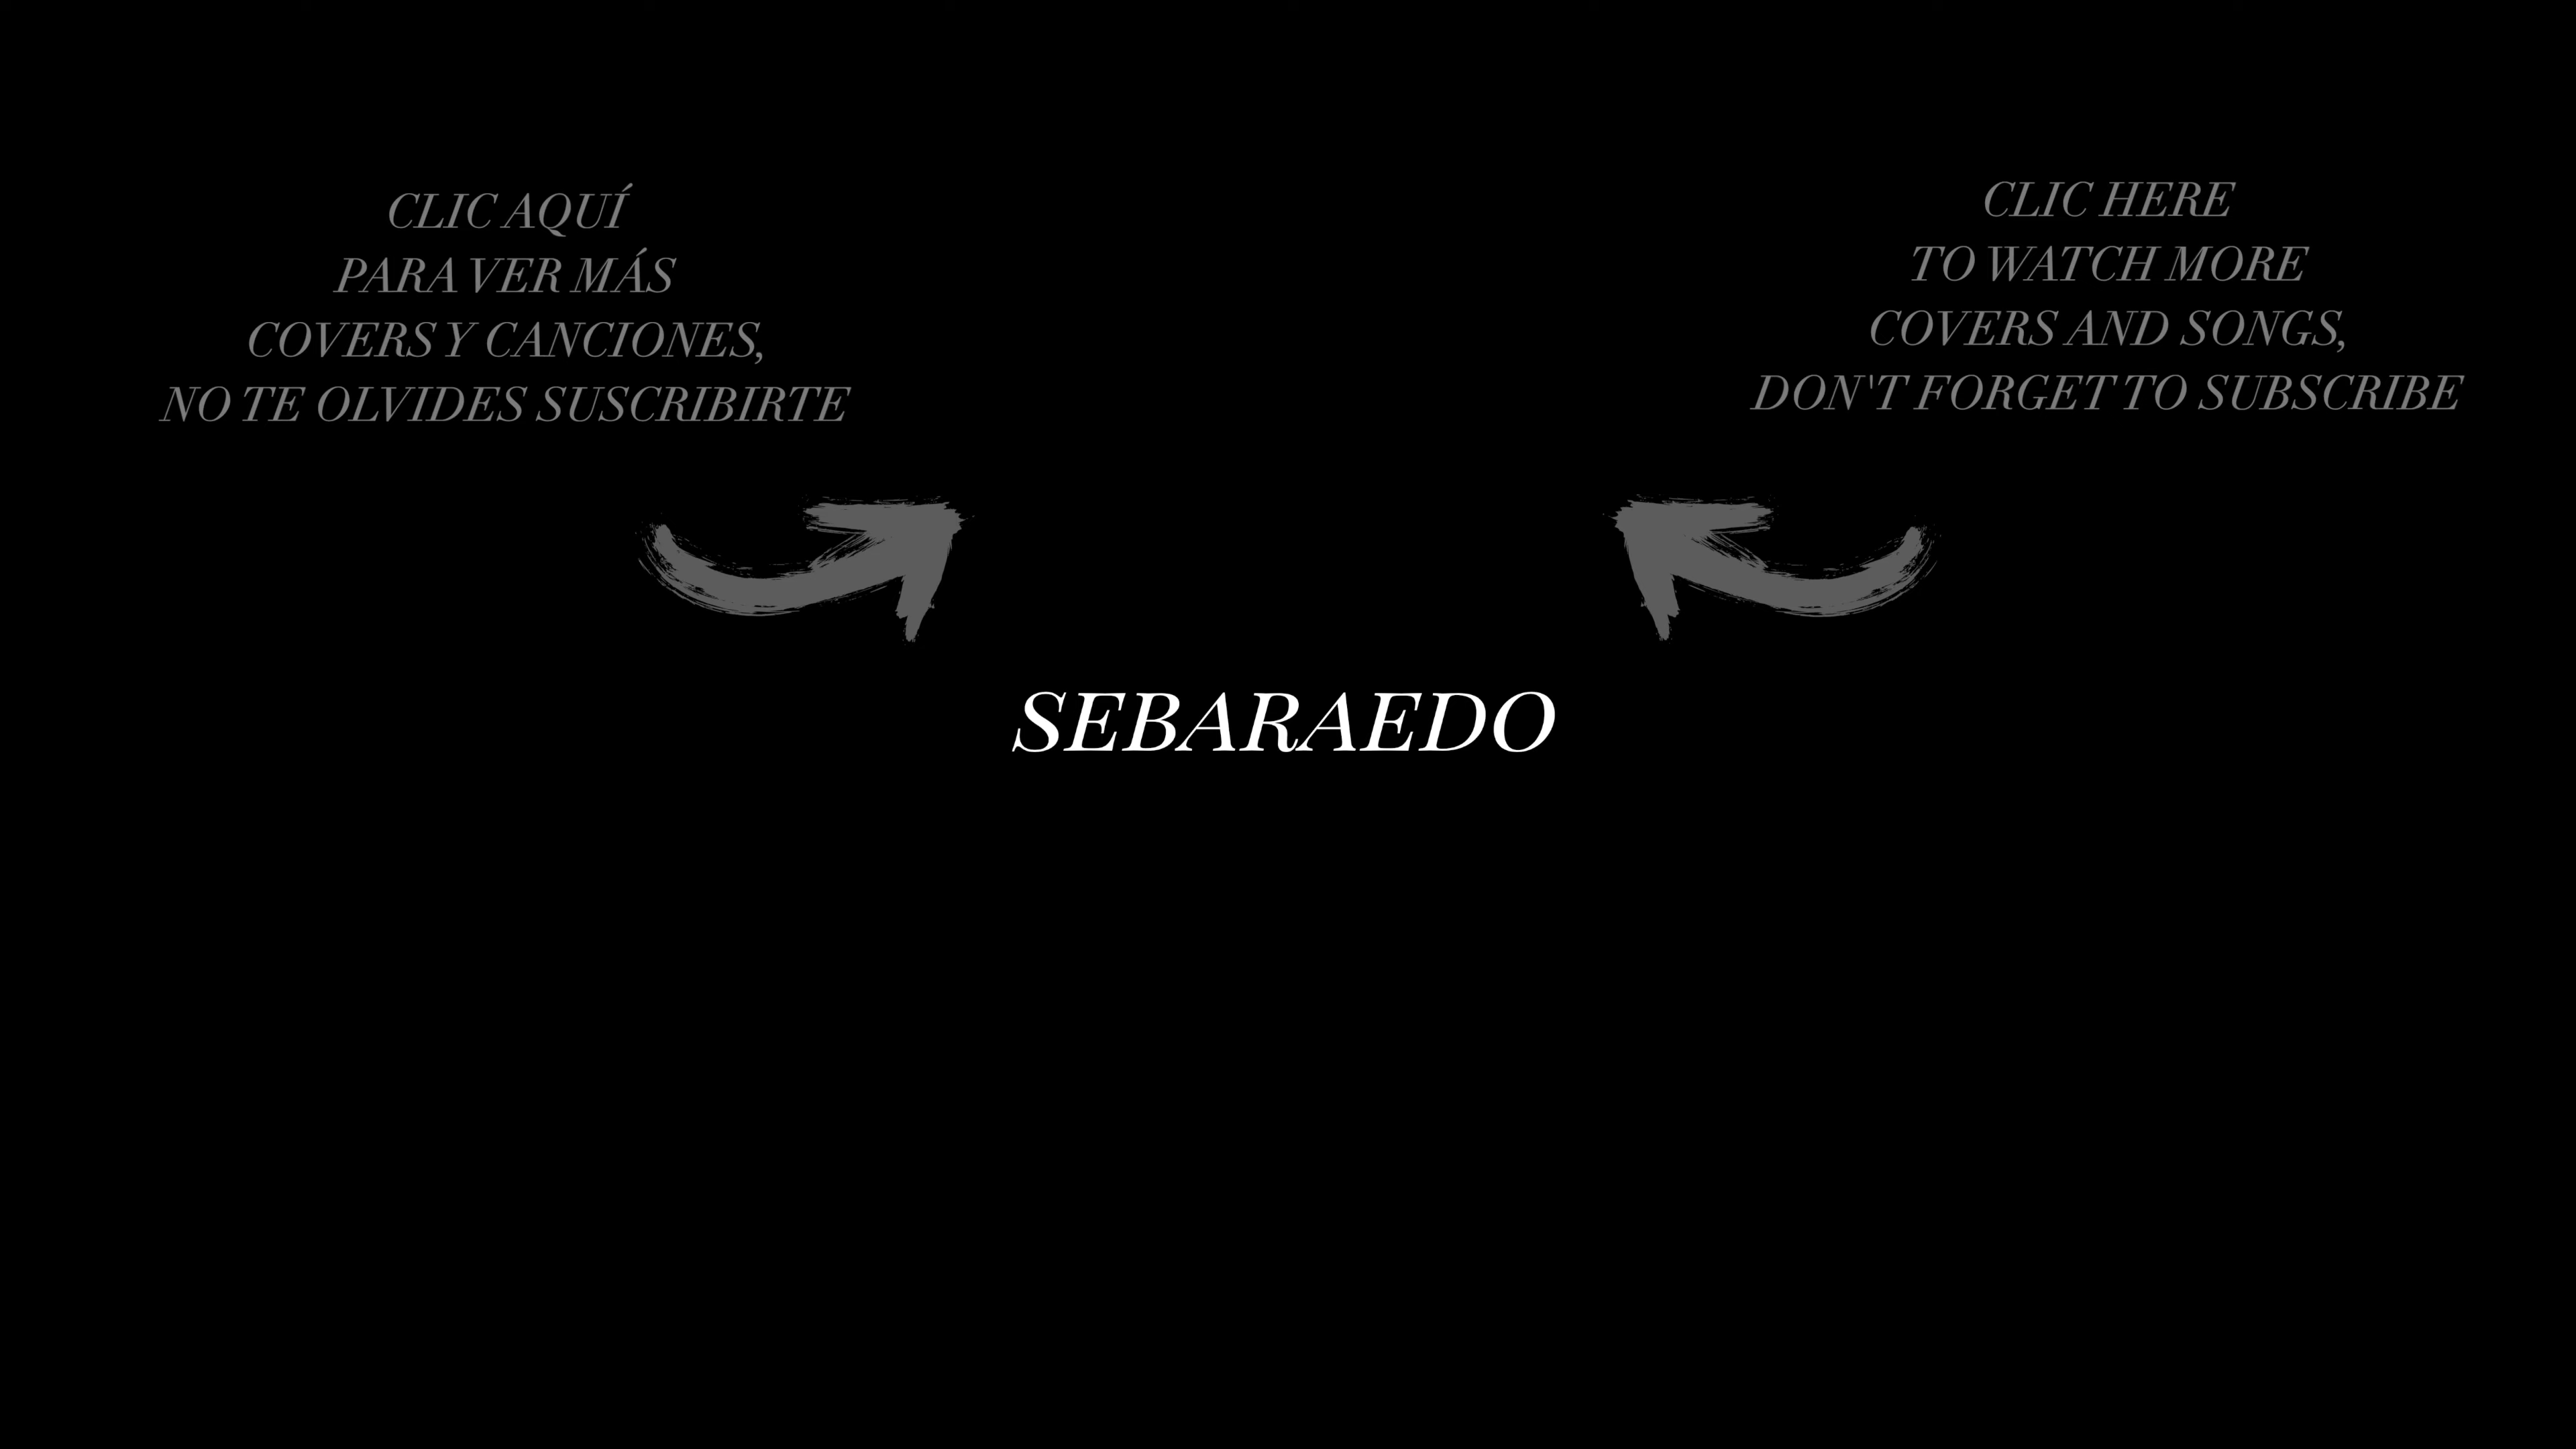 CLIC AQUÍ
PARA VER MÁS
COVERS Y CANCIONES,
NO TE OLVIDES SUSCRIBIRTE
CLIC HERE
TO WATCH MORE
COVERS AND SONGS,
DON'T FORGET TO SUBSCRIBE
SEBARAEDO